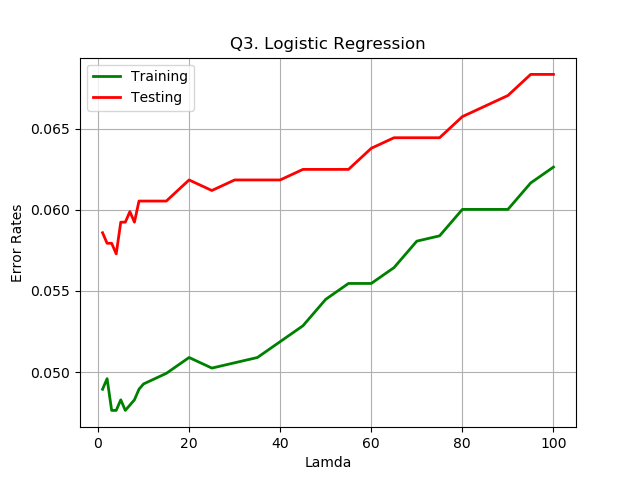 Q3. Logistic Regression
Training
Testing
0.065
0.060
0.055
0.050
Error Rates
0 20 40 60 80 100
Lamda